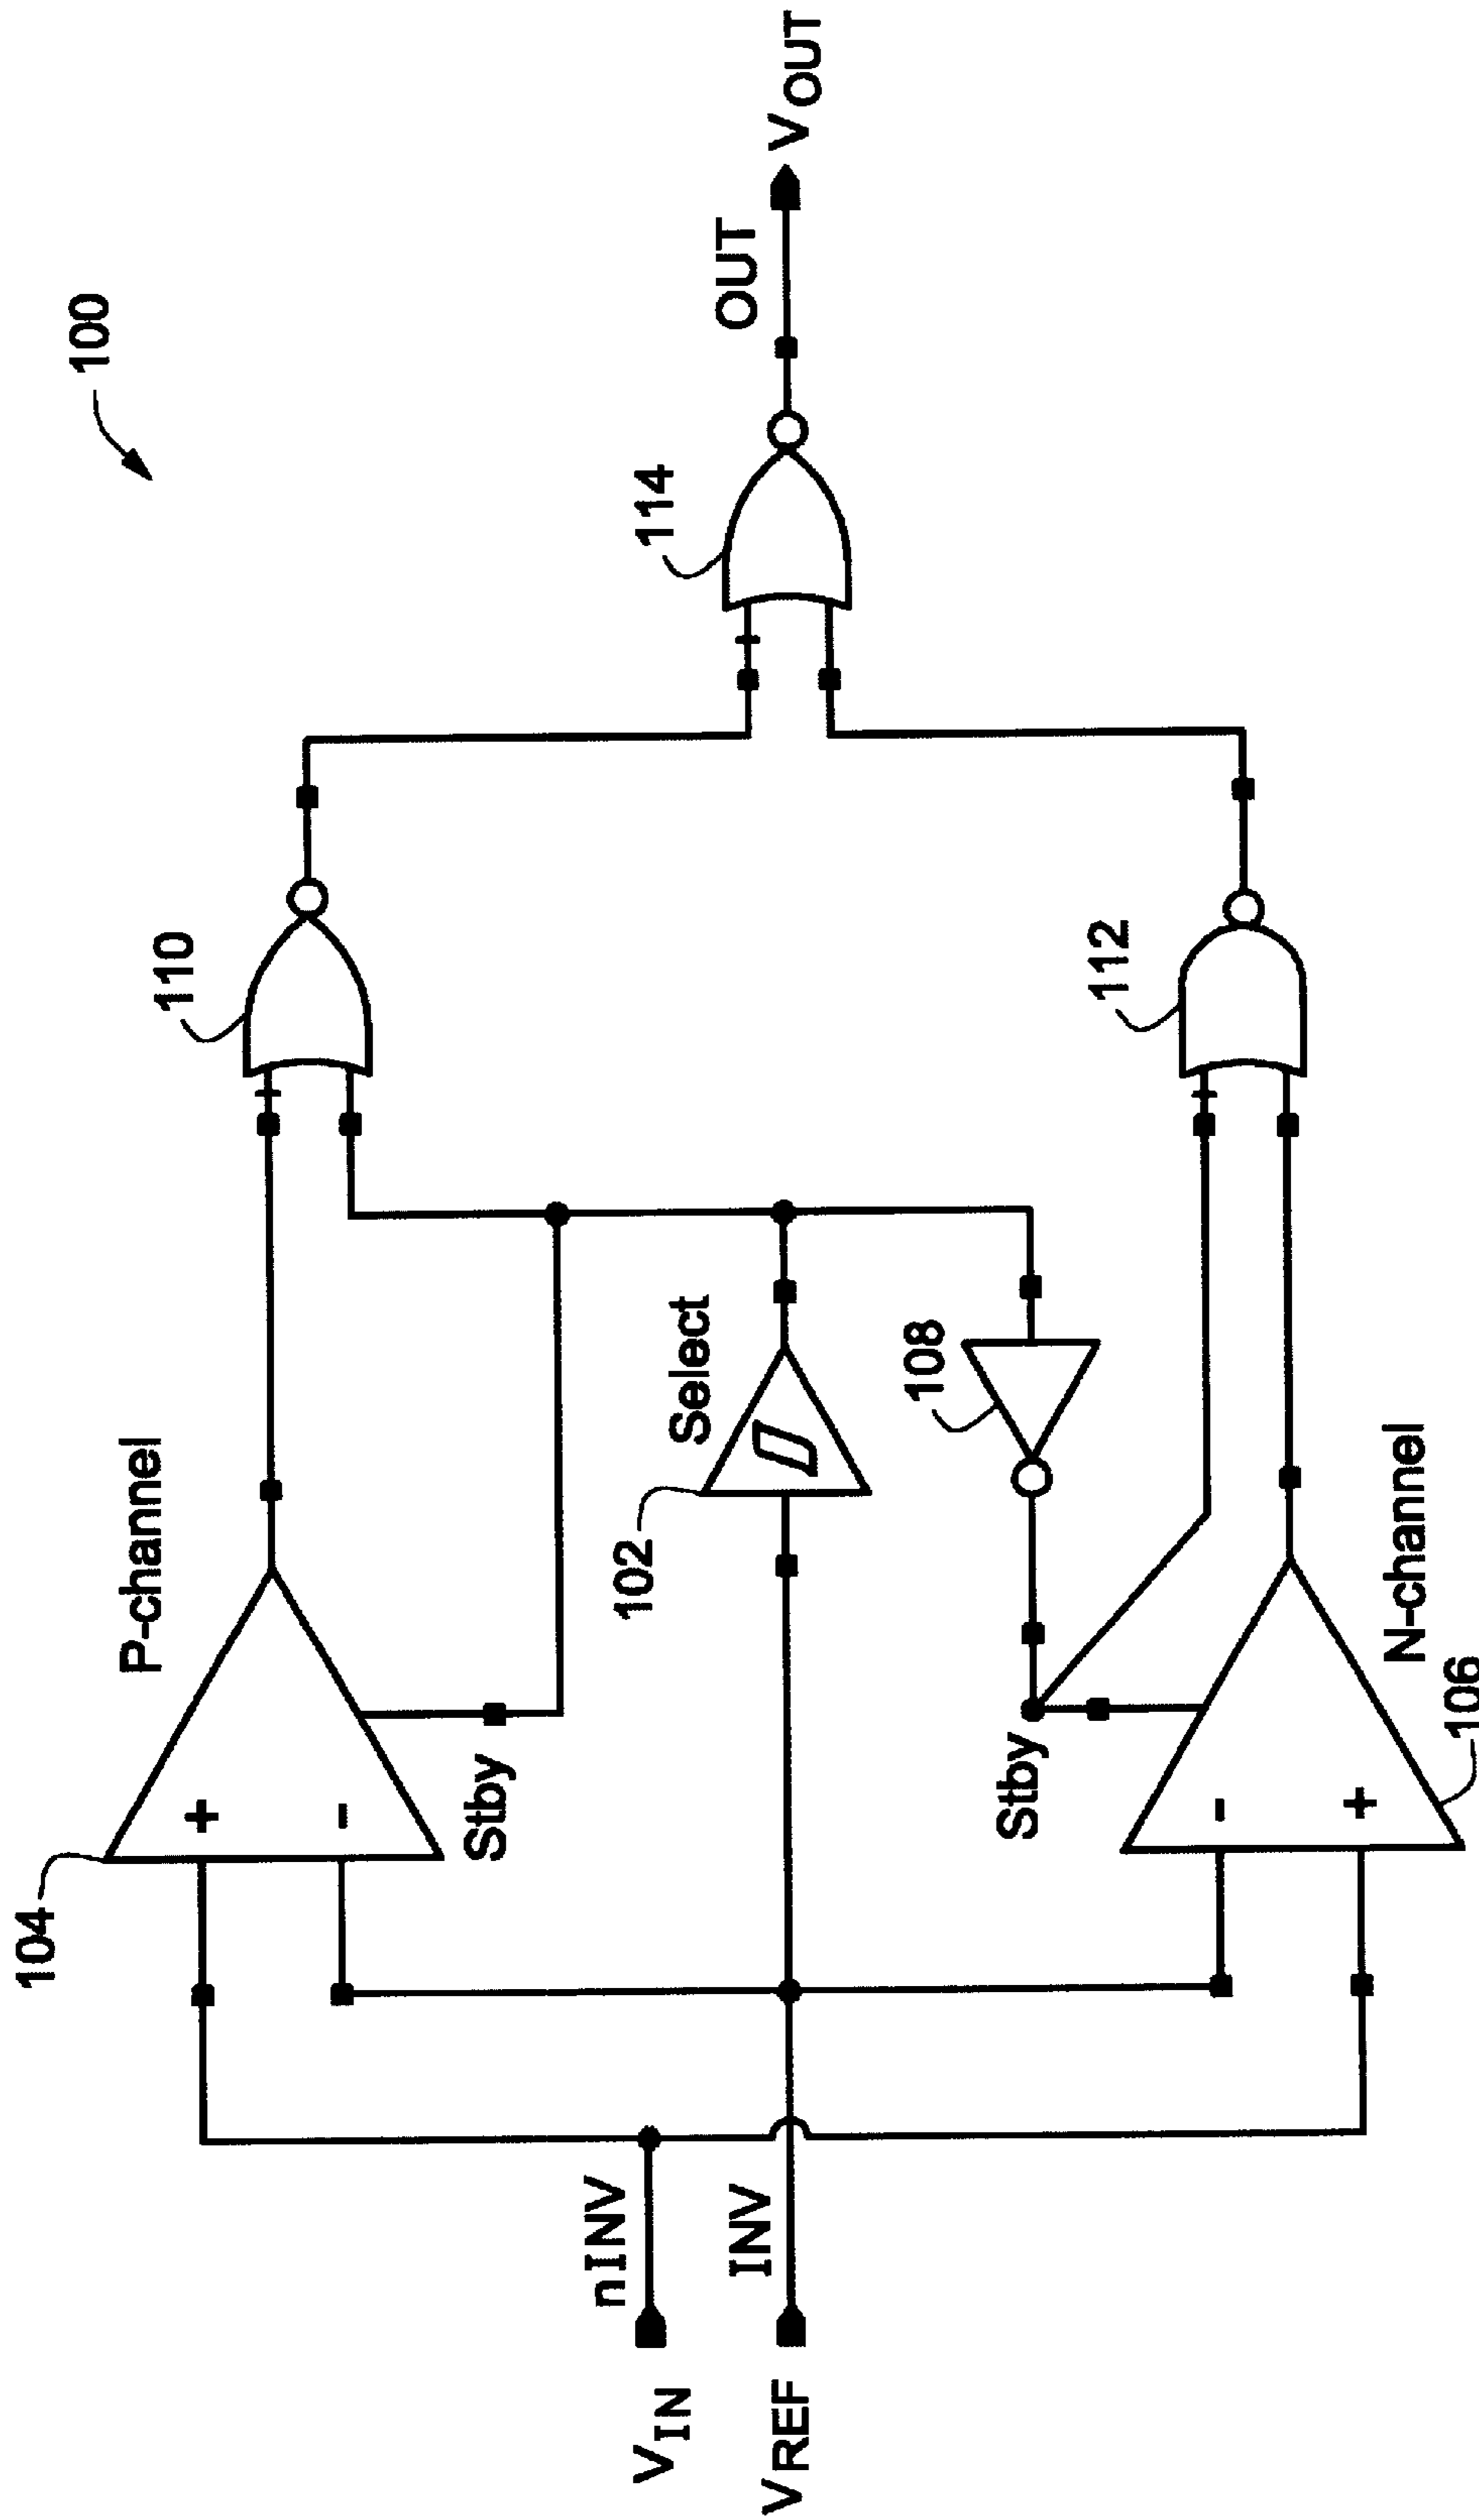 100
104
P-channel
+
-
Stby
110
114
OUT
VOUT
nINV
VIN
INV
VREF
102
Select
108
Stby
112
N-channel
-
+
106